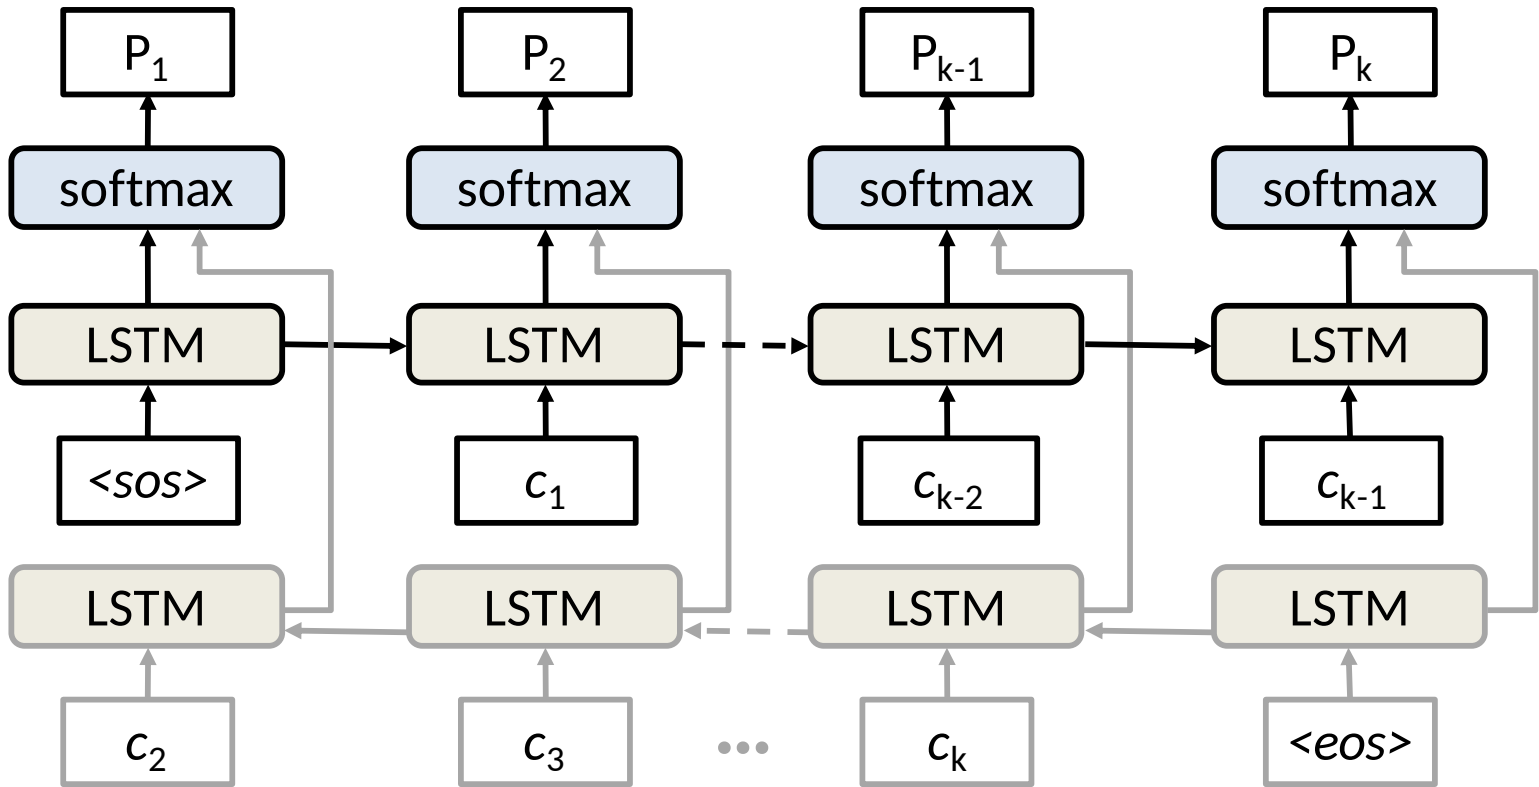 P₁ P₂ Pₖ₋₁ Pₖ
softmax softmax softmax softmax
LSTM LSTM LSTM LSTM
<sos> c₁ cₖ₋₂ cₖ₋₁
LSTM LSTM LSTM LSTM
c₂ c₃ ... cₖ <eos>